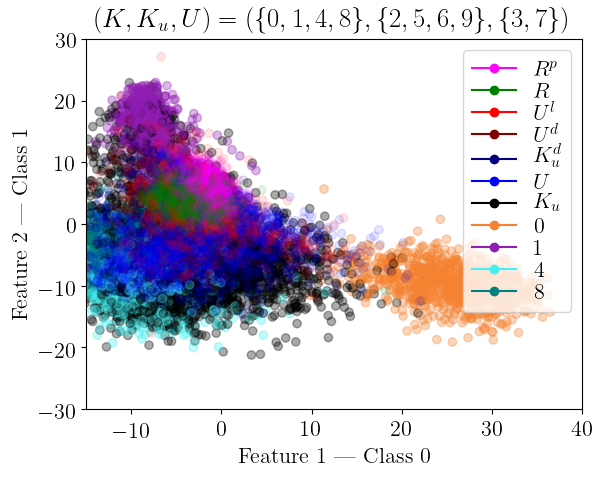 (K, K_u, U) = ({0, 1, 4, 8}, {2, 5, 6, 9}, {3, 7})
30
20
10
0
−10
−20
−30
Feature 2 — Class 1
R^p
R
U^l
U^d
K_u^d
U
K_u
0
1
4
8
−10
0
10
20
30
40
Feature 1 — Class 0